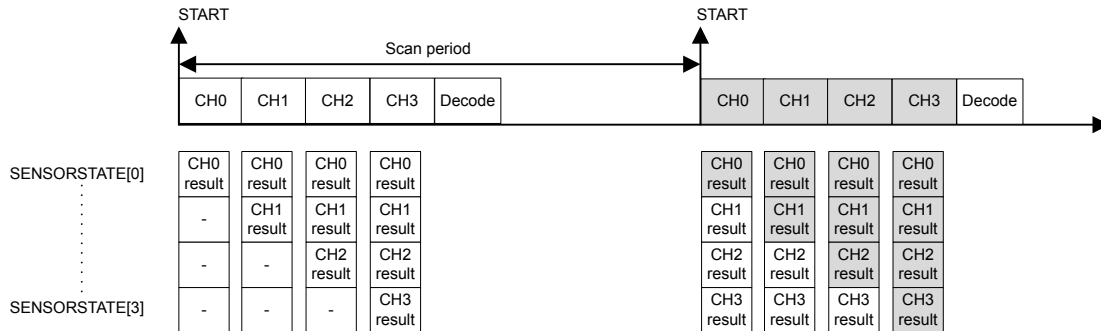 START START
Scan period
CH0 CH1 CH2 CH3 Decode CH0 CH1 CH2 CH3 Decode
SENSORSTATE[0]
CH0 CH0 CH0 CH0 CH0 CH0 CH0 CH0
result result result result result result result result
- CH1 CH1 CH1 CH1 CH1 CH1 CH1
result result result result result result result
- - CH2 CH2 CH2 CH2 CH2 CH2
result result result result result result
SENSORSTATE[3]
- - - CH3 CH3 CH3 CH3 CH3
result result result result result